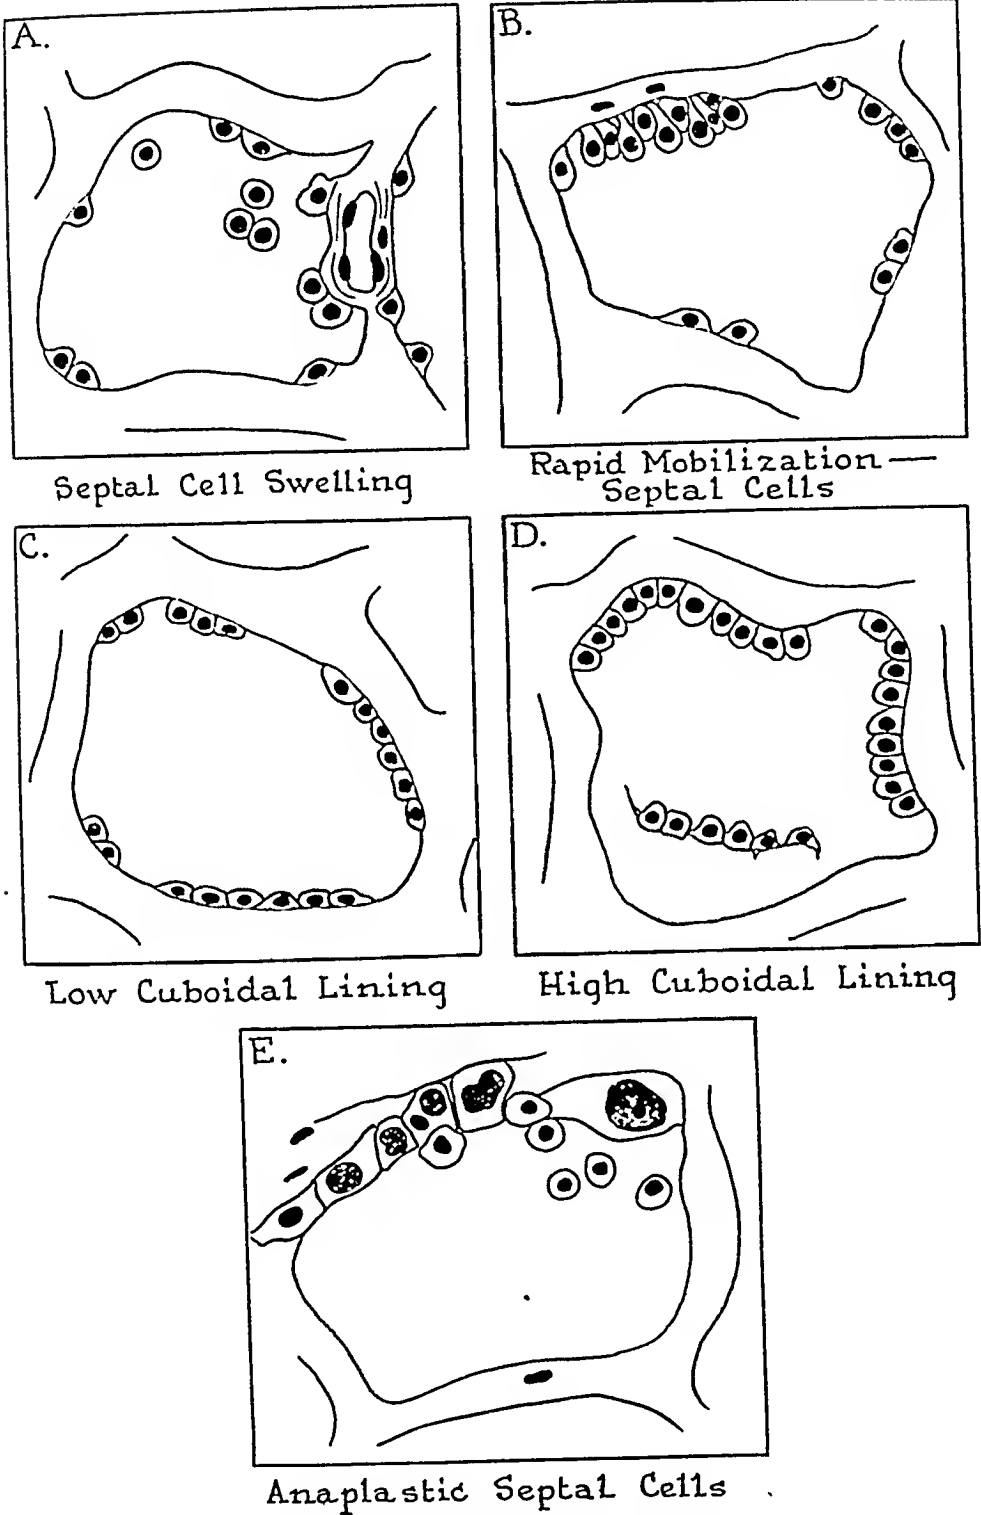 A.
B.
Septal Cell Swelling
Rapid Mobilization—
Septal Cells
C.
D.
Low Cuboidal Lining
High Cuboidal Lining
E.
Anaplastic Septal Cells